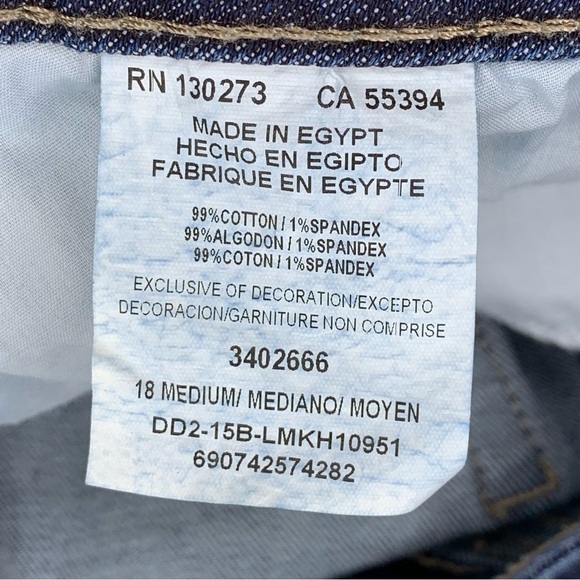 RN 130273 CA 55394
MADE IN EGYPT
HECHO EN EGIPTO
FABRIQUE EN EGYPTE
99%COTTON/1%SPANDEX
99%ALGODON/1%SPANDEX
99%COTON/1%SPANDEX
EXCLUSIVE OF DECORATION/EXCEPTO
DECORACION/GARNITURE NON COMPRISE
3402666
18 MEDIUM/ MEDIANO/ MOYEN
DD2-15B-LMKH10951
690742574282